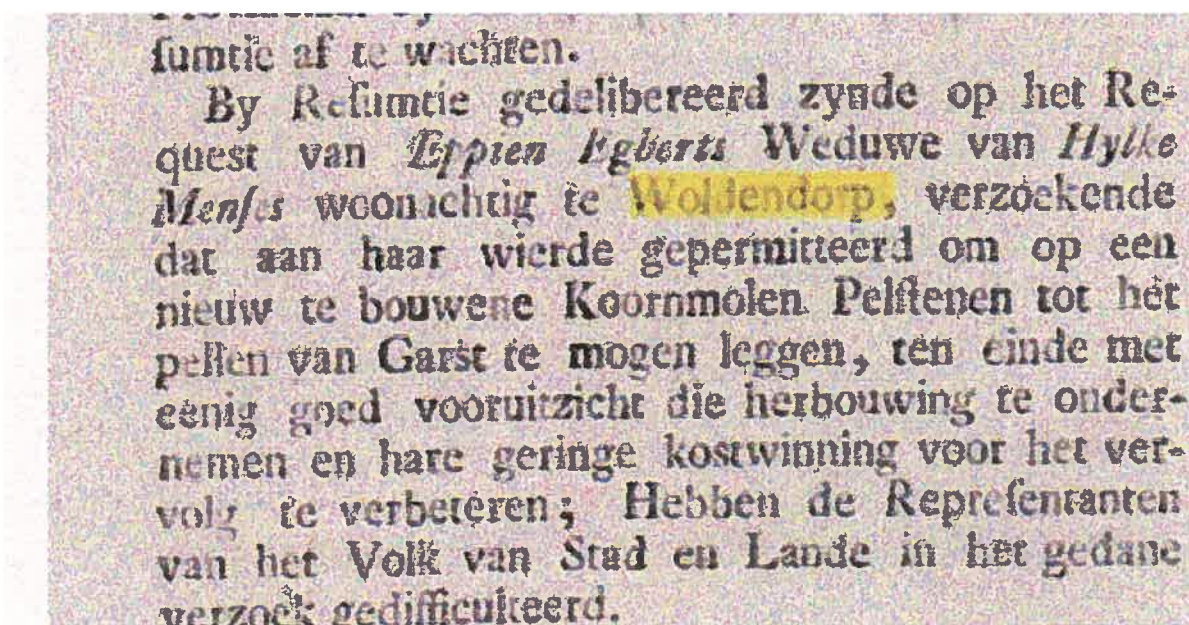 ſumtie af te wachten.
By Reſumtie gedelibereerd zynde op het Re-
quest van Eppien Egberts Weduwe van Hylke
Menſes woonachtig te Woldendorp, verzoekende
dat aan haar wierde gepermitteerd om op een
nieuw te bouwene Koornmolen Pelſtenen tot het
pellen van Garst te mogen leggen, ten einde met
eenig goed vooruitzicht die herbouwing te onder-
nemen en hare geringe kostwinning voor het ver-
volg te verbeteren; Hebben de Repreſentanten
van het Volk van Stad en Lande in het gedane
verzoek gedifficulteerd.